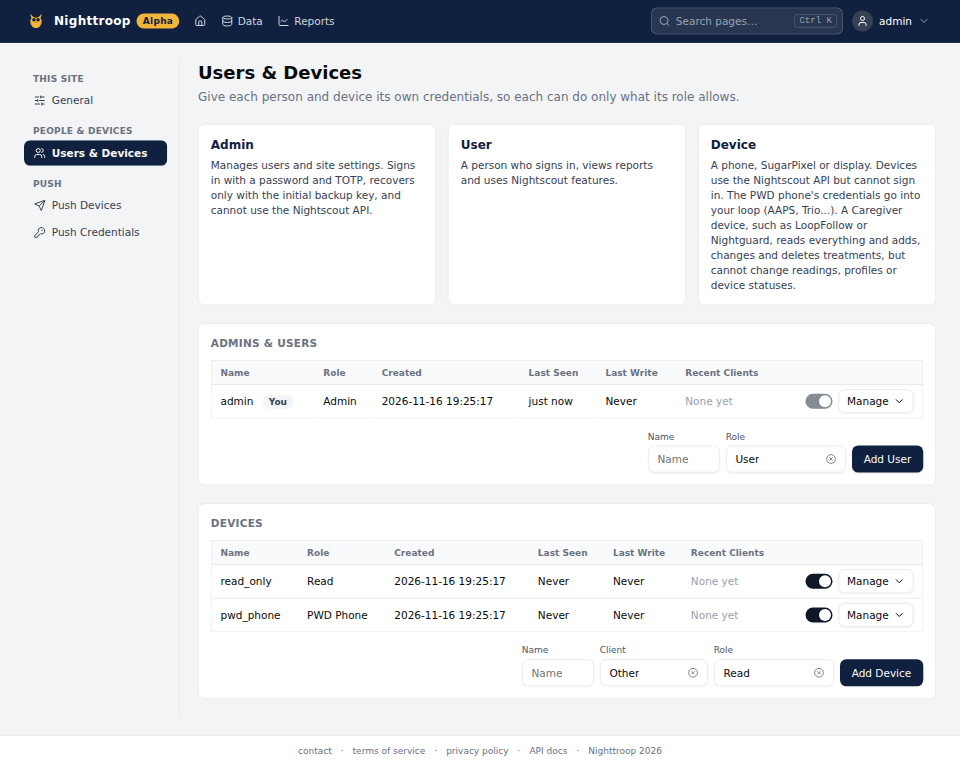 Nighttroop Alpha Data Reports Search pages... Ctrl K admin
THIS SITE
General
PEOPLE & DEVICES
Users & Devices
PUSH
Push Devices
Push Credentials
Users & Devices
Give each person and device its own credentials, so each can do only what its role allows.
Admin
Manages users and site settings. Signs
in with a password and TOTP, recovers
only with the initial backup key, and
cannot use the Nightscout API.
User
A person who signs in, views reports
and uses Nightscout features.
Device
A phone, SugarPixel or display. Devices
use the Nightscout API but cannot sign
in. The PWD phone's credentials go into
your loop (AAPS, Trio...). A Caregiver
device, such as LoopFollow or
Nightguard, reads everything and adds,
changes and deletes treatments, but
cannot change readings, profiles or
device statuses.
ADMINS & USERS
Name Role Created Last Seen Last Write Recent Clients
admin You Admin 2026-11-16 19:25:17 just now Never None yet Manage
Name Role
Name User Add User
DEVICES
Name Role Created Last Seen Last Write Recent Clients
read_only Read 2026-11-16 19:25:17 Never Never None yet Manage
pwd_phone PWD Phone 2026-11-16 19:25:17 Never Never None yet Manage
Name Client Role
Name Other Read Add Device
contact · terms of service · privacy policy · API docs · Nighttroop 2026